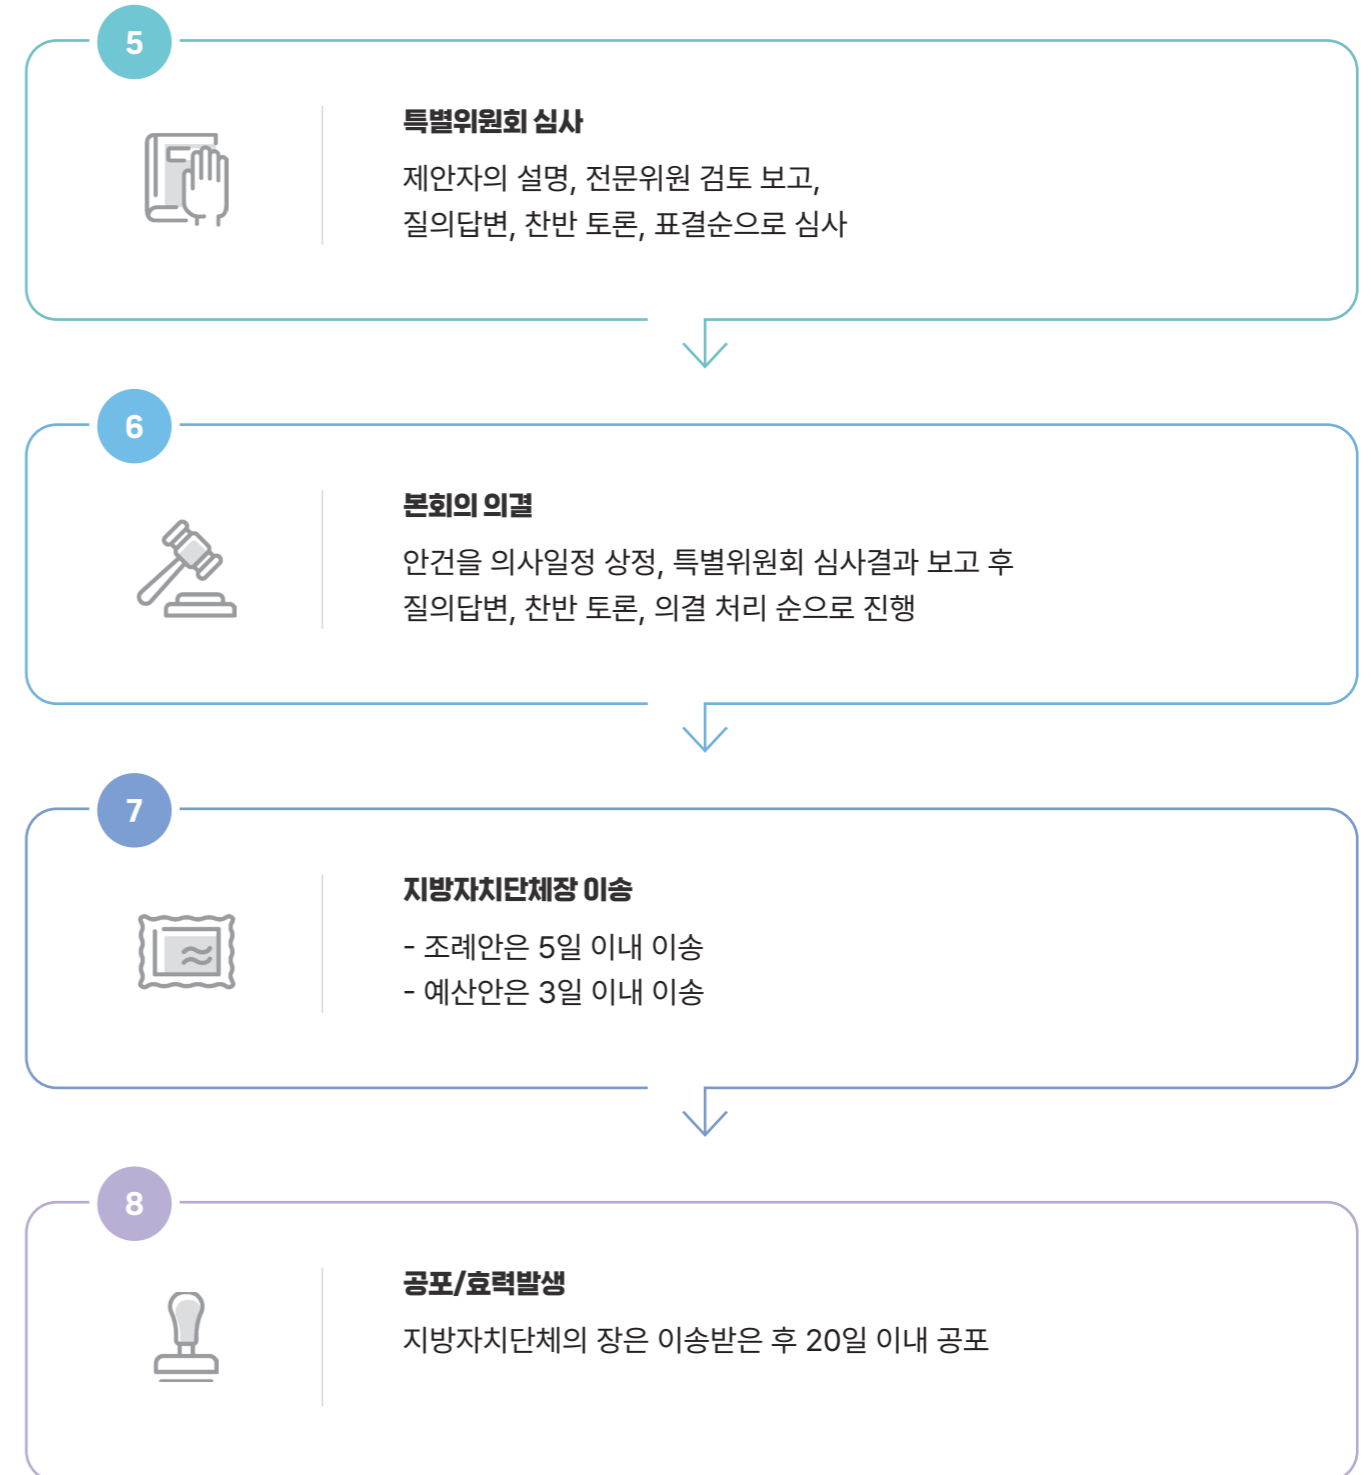 5
특별위원회 심사
제안자의 설명, 전문위원 검토 보고,
질의답변, 찬반 토론, 표결순으로 심사
6
본회의 의결
안건을 의사일정 상정, 특별위원회 심사결과 보고 후
질의답변, 찬반 토론, 의결 처리 순으로 진행
7
지방자치단체장 이송
- 조례안은 5일 이내 이송
- 예산안은 3일 이내 이송
8
공포/효력발생
지방자치단체의 장은 이송받은 후 20일 이내 공포